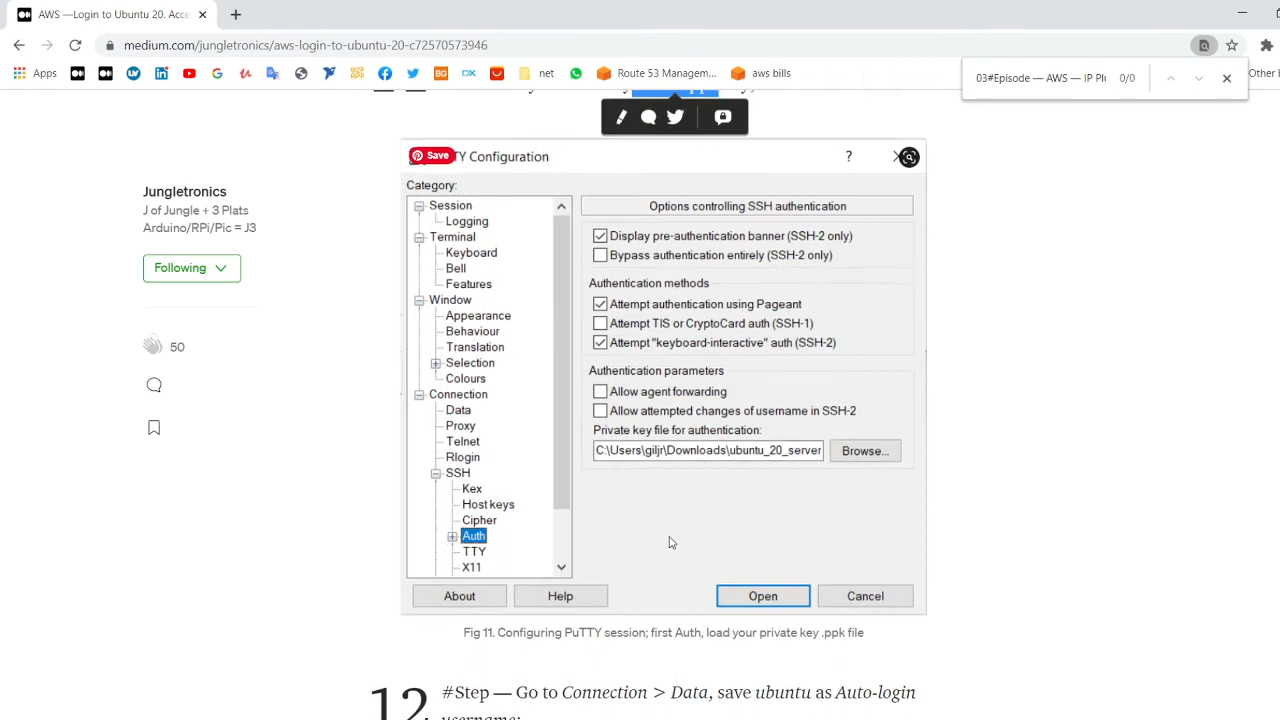 AWS —Login to Ubuntu 20. Acce
medium.com/jungletronics/aws-login-to-ubuntu-20-c72570573946
Apps
net
Route 53 Managem...
aws bills
Other b
03#Episode — AWS — IP Pl
0/0
Jungletronics
J of Jungle + 3 Plats
Arduino/RPi/Pic = J3
Following
50
Save
TY Configuration
?
Category:
Session
Logging
Terminal
Keyboard
Bell
Features
Window
Appearance
Behaviour
Translation
Selection
Colours
Connection
Data
Proxy
Telnet
Rlogin
SSH
Kex
Host keys
Cipher
Auth
TTY
X11
Options controlling SSH authentication
Display pre-authentication banner (SSH-2 only)
Bypass authentication entirely (SSH-2 only)
Authentication methods
Attempt authentication using Pageant
Attempt TIS or CryptoCard auth (SSH-1)
Attempt "keyboard-interactive" auth (SSH-2)
Authentication parameters
Allow agent forwarding
Allow attempted changes of username in SSH-2
Private key file for authentication:
C:\Users\giljr\Downloads\ubuntu_20_server
Browse...
About
Help
Open
Cancel
Fig 11. Configuring PuTTY session; first Auth, load your private key .ppk file
12. #Step — Go to Connection > Data, save ubuntu as Auto-login
username: